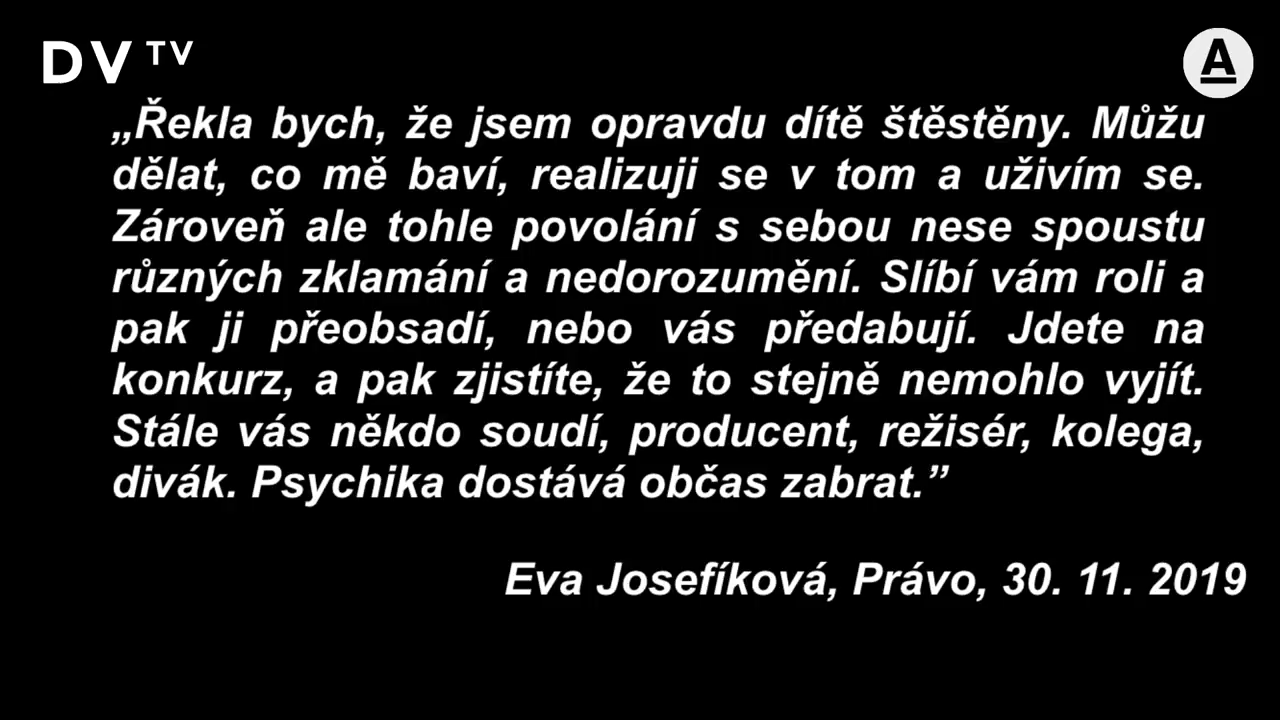 DV TV
A
„Řekla bych, že jsem opravdu dítě štěstěny. Můžu
dělat, co mě baví, realizuji se v tom a uživím se.
Zároveň ale tohle povolání s sebou nese spoustu
různých zklamání a nedorozumění. Slíbí vám roli a
pak ji přeobsadí, nebo vás předabují. Jdete na
konkurz, a pak zjistíte, že to stejně nemohlo vyjít.
Stále vás někdo soudí, producent, režisér, kolega,
divák. Psychika dostává občas zabrat.”
Eva Josefíková, Právo, 30. 11. 2019